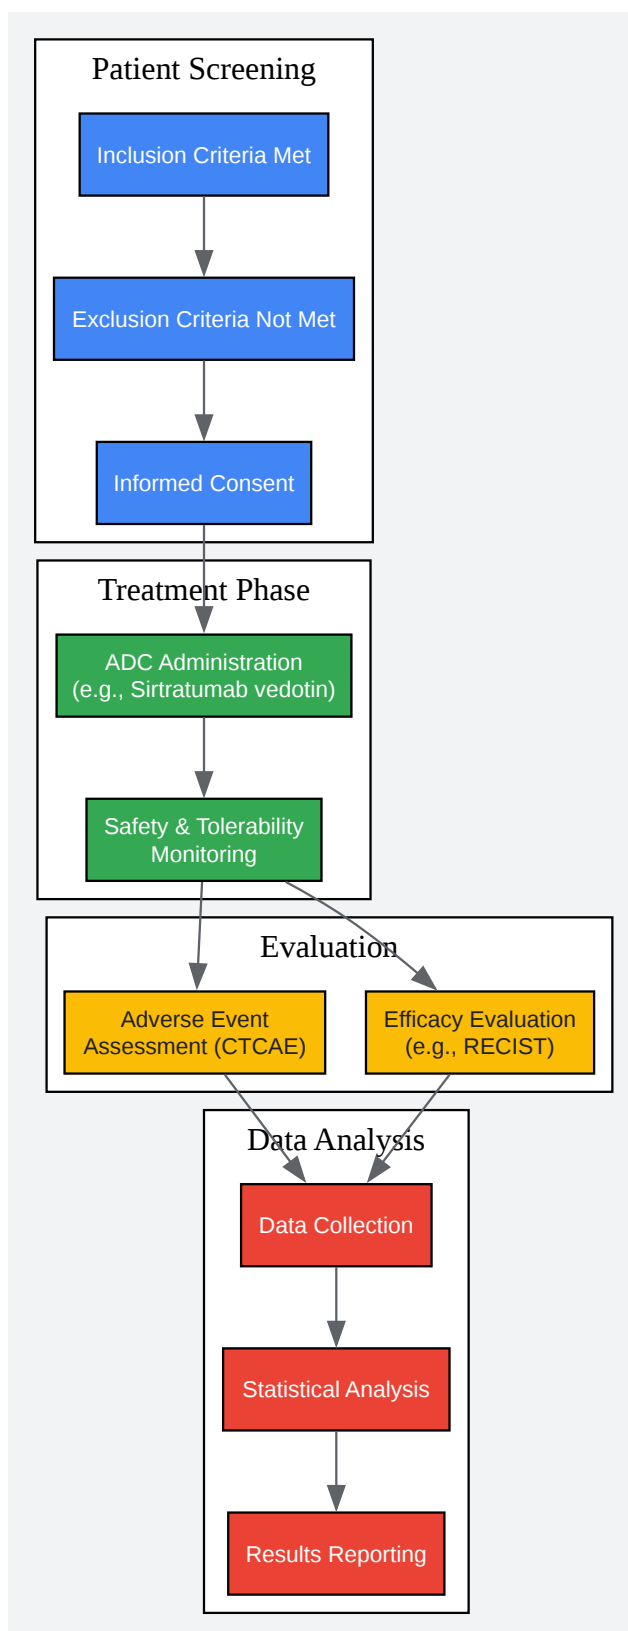 Patient Screening
Inclusion Criteria Met
Exclusion Criteria Not Met
Informed Consent
Treatment Phase
ADC Administration
(e.g., Sirtratumab vedotin)
Safety & Tolerability
Monitoring
Evaluation
Adverse Event
Assessment (CTCAE)
Efficacy Evaluation
(e.g., RECIST)
Data Analysis
Data Collection
Statistical Analysis
Results Reporting